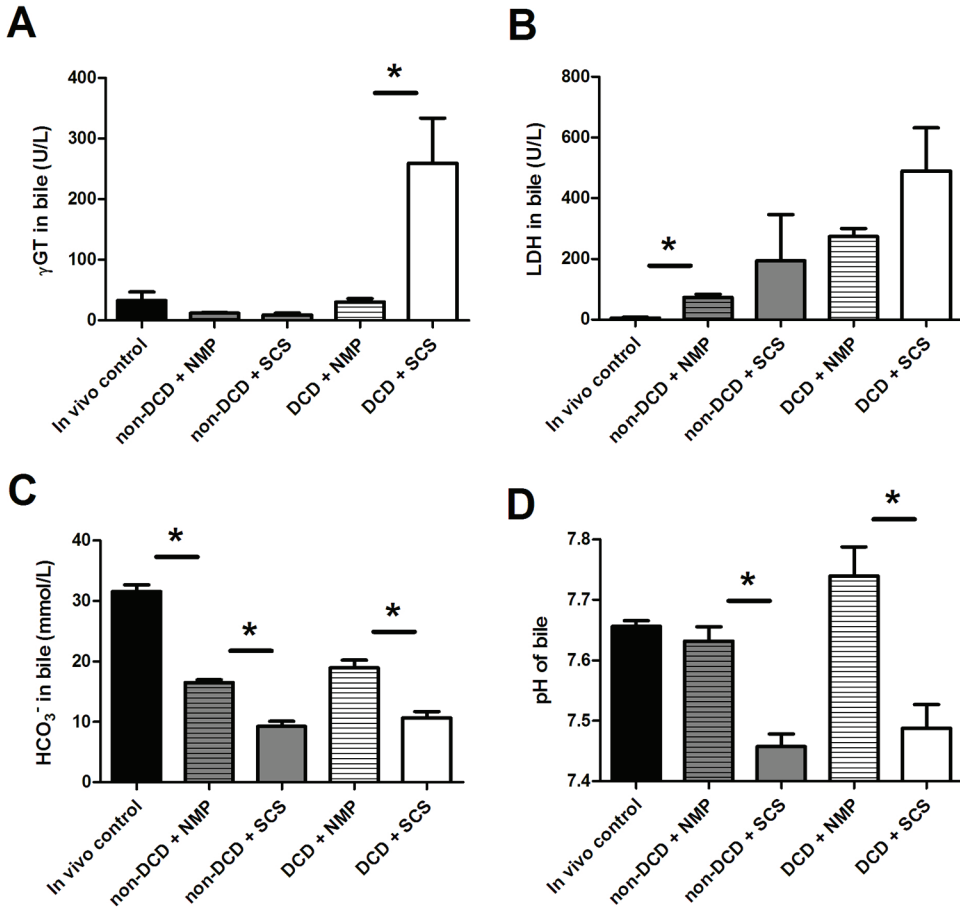 A
γGT in bile (U/L)
400
300
200
100
0
*
In vivo control
non-DCD + NMP
non-DCD + SCS
DCD + NMP
DCD + SCS
B
LDH in bile (U/L)
800
600
400
200
0
*
In vivo control
non-DCD + NMP
non-DCD + SCS
DCD + NMP
DCD + SCS
C
HCO₃⁻ in bile (mmol/L)
40
30
20
10
0
*
*
*
In vivo control
non-DCD + NMP
non-DCD + SCS
DCD + NMP
DCD + SCS
D
pH of bile
7.8
7.7
7.6
7.5
7.4
*
*
In vivo control
non-DCD + NMP
non-DCD + SCS
DCD + NMP
DCD + SCS